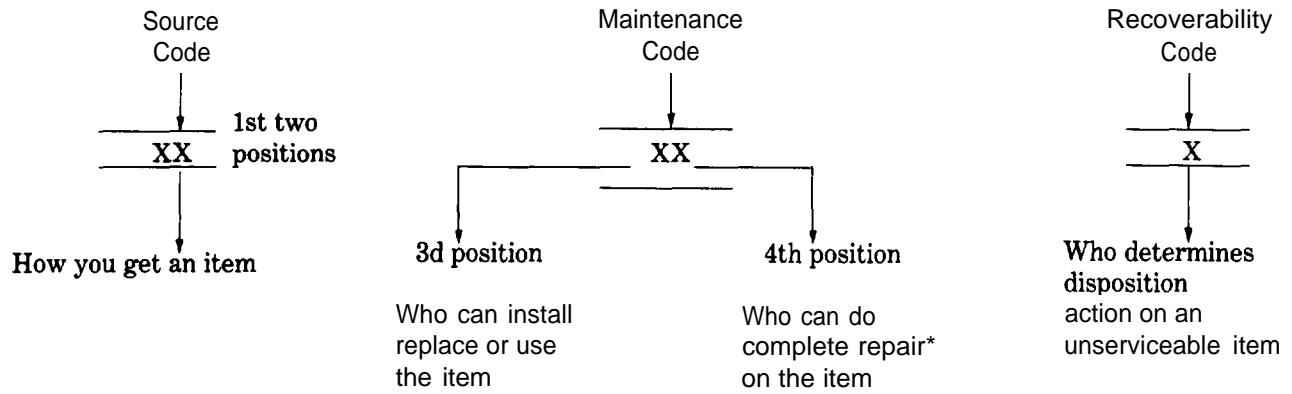 Source
Code
1st two
XX positions
How you get an item
Maintenance
Code
XX
3d position
Who can install
replace or use
the item
4th position
Who can do
complete repair*
on the item
Recoverability
Code
X
Who determines
disposition
action on an
unserviceable item